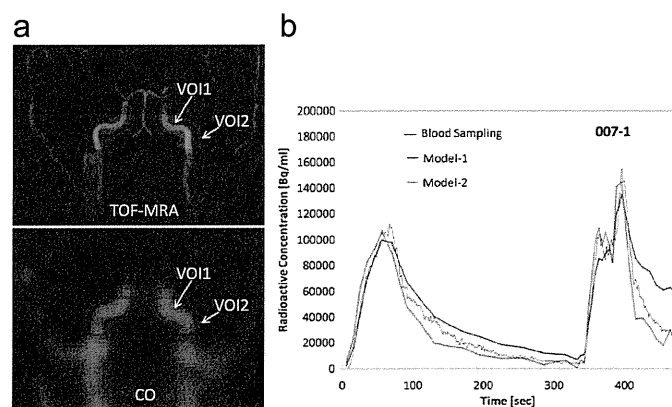 a
VOI1
VOI2
TOF-MRA
VOI1
VOI2
CO
b
Radioactive Concentration [Bq/ml]
200000
180000
160000
140000
120000
100000
80000
60000
40000
20000
0
Blood Sampling
Model-1
Model-2
007-1
0
100
200
300
400
Time [sec]